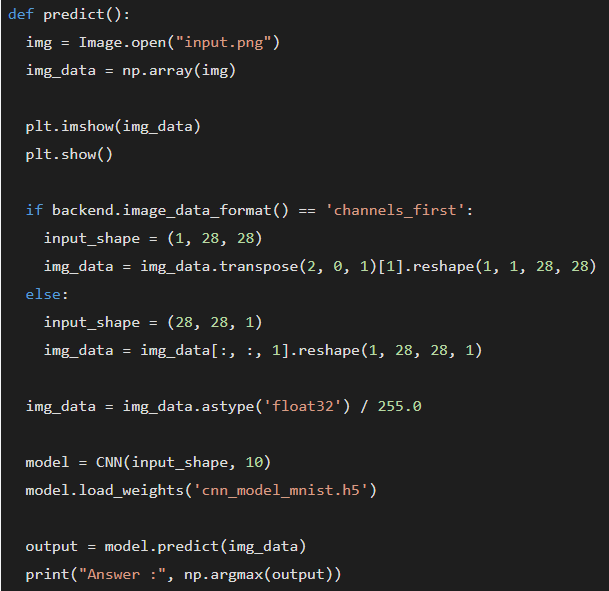 def predict():
  img = Image.open("input.png")
  img_data = np.array(img)

  plt.imshow(img_data)
  plt.show()

  if backend.image_data_format() == 'channels_first':
    input_shape = (1, 28, 28)
    img_data = img_data.transpose(2, 0, 1)[1].reshape(1, 1, 28, 28)
  else:
    input_shape = (28, 28, 1)
    img_data = img_data[:, :, 1].reshape(1, 28, 28, 1)

  img_data = img_data.astype('float32') / 255.0

  model = CNN(input_shape, 10)
  model.load_weights('cnn_model_mnist.h5')

  output = model.predict(img_data)
  print("Answer :", np.argmax(output))